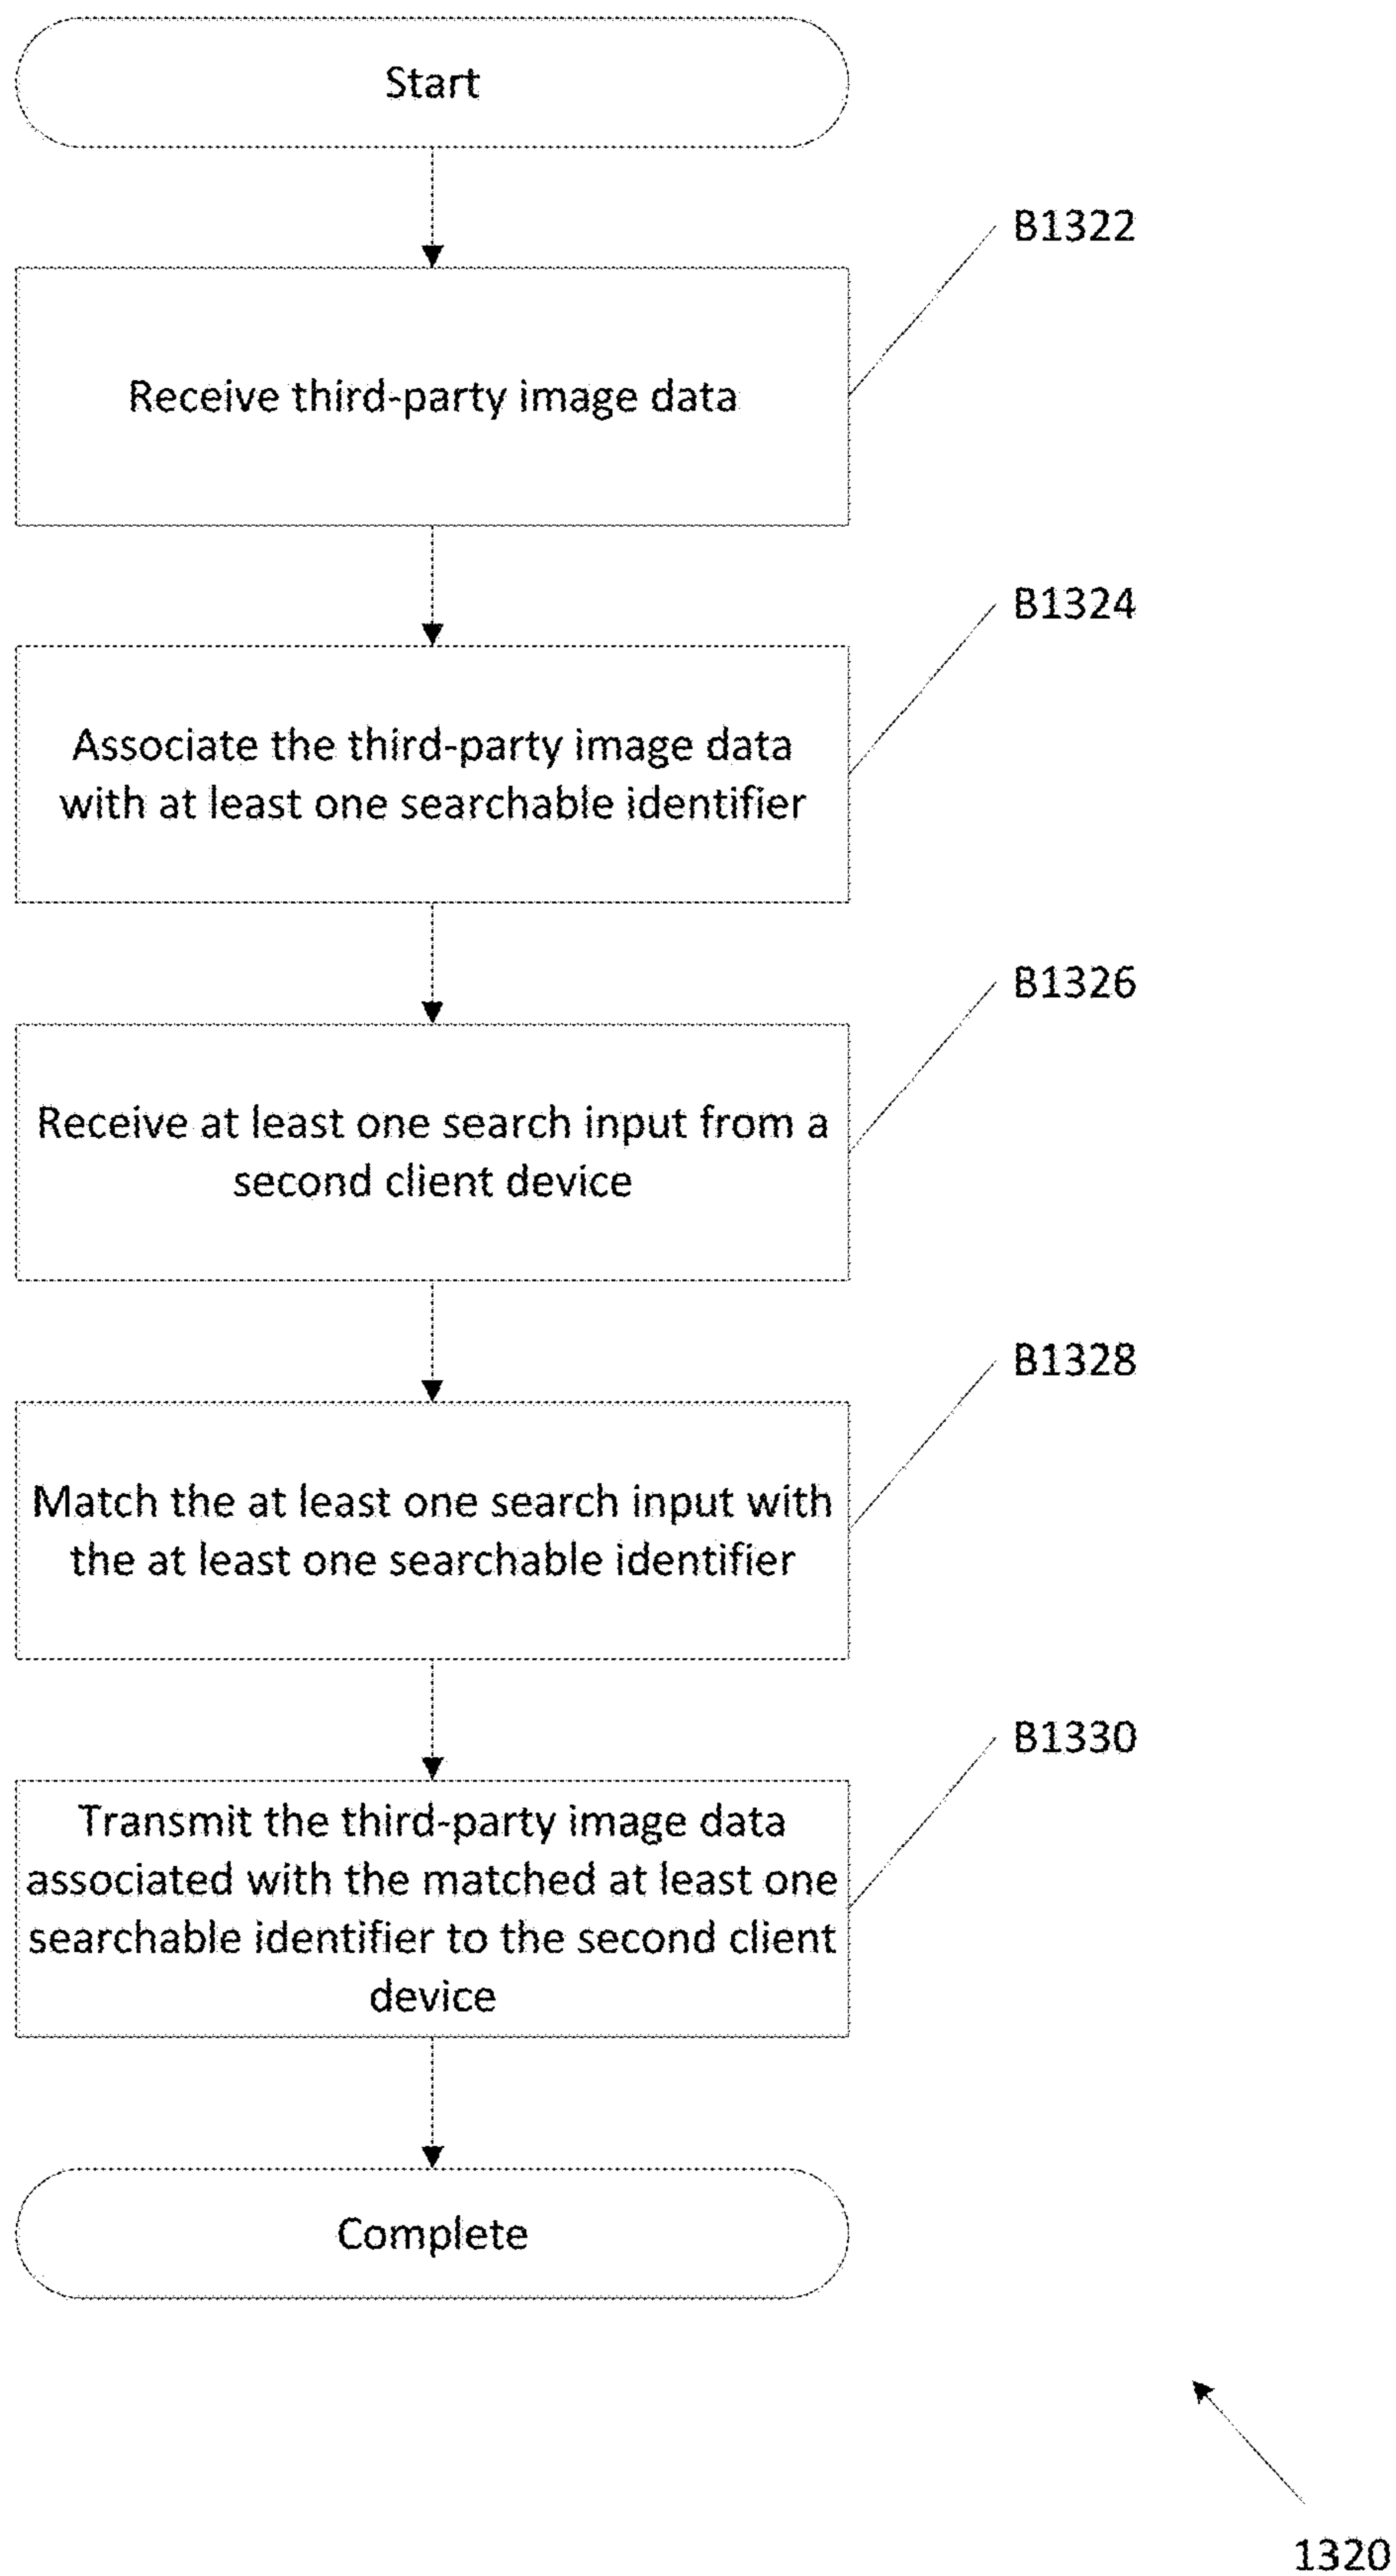 Start
B1322
Receive third-party image data
B1324
Associate the third-party image data
with at least one searchable identifier
B1326
Receive at least one search input from a
second client device
B1328
Match the at least one search input with
the at least one searchable identifier
B1330
Transmit the third-party image data
associated with the matched at least one
searchable identifier to the second client
device
Complete
1320